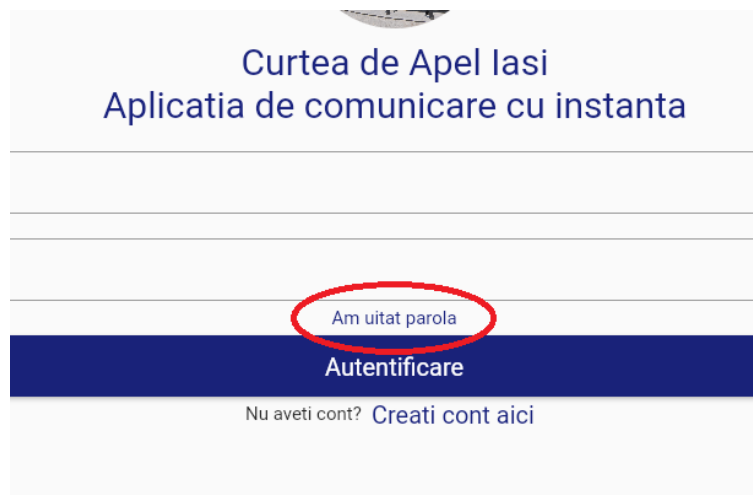 Curtea de Apel Iasi
Aplicatia de comunicare cu instanta
Am uitat parola
Autentificare
Nu aveti cont? Creati cont aici